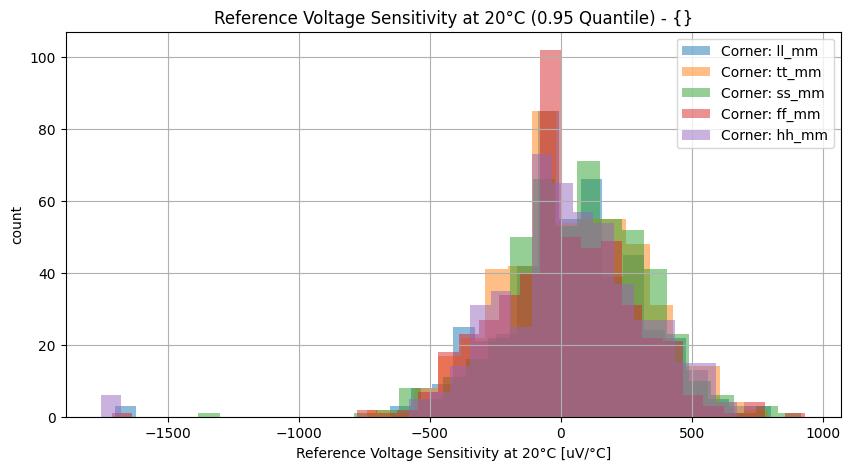 Reference Voltage Sensitivity at 20°C (0.95 Quantile) - {}
Corner: ll_mm
Corner: tt_mm
Corner: ss_mm
Corner: ff_mm
Corner: hh_mm
100
80
60
40
20
0
count
−1500
−1000
−500
0
500
1000
Reference Voltage Sensitivity at 20°C [uV/°C]